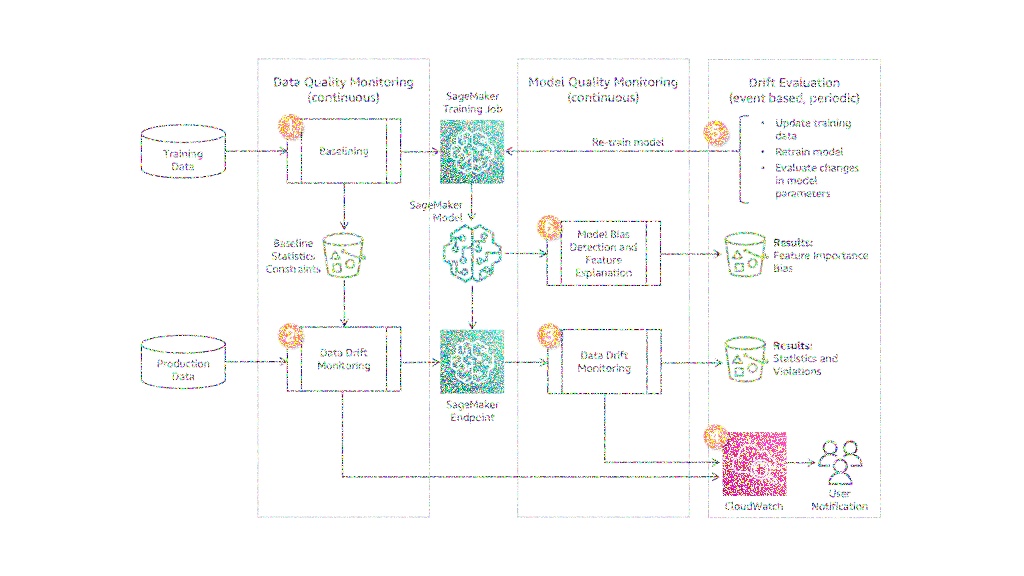 Data Quality Monitoring
(continuous)
Model Quality Monitoring
(continuous)
Drift Evaluation
(event based, periodic)
SageMaker
Training Job
Training
Data
Baselining
Re-train model
• Update training
data
• Retrain model
• Evaluate changes
in model
parameters
SageMaker
Model
Baseline
Statistics
Constraints
Model Bias
Detection and
Feature
Explanation
Results:
Feature Importance
Bias
Production
Data
Data Drift
Monitoring
SageMaker
Endpoint
Data Drift
Monitoring
Results:
Statistics and
Violations
CloudWatch
User
Notification